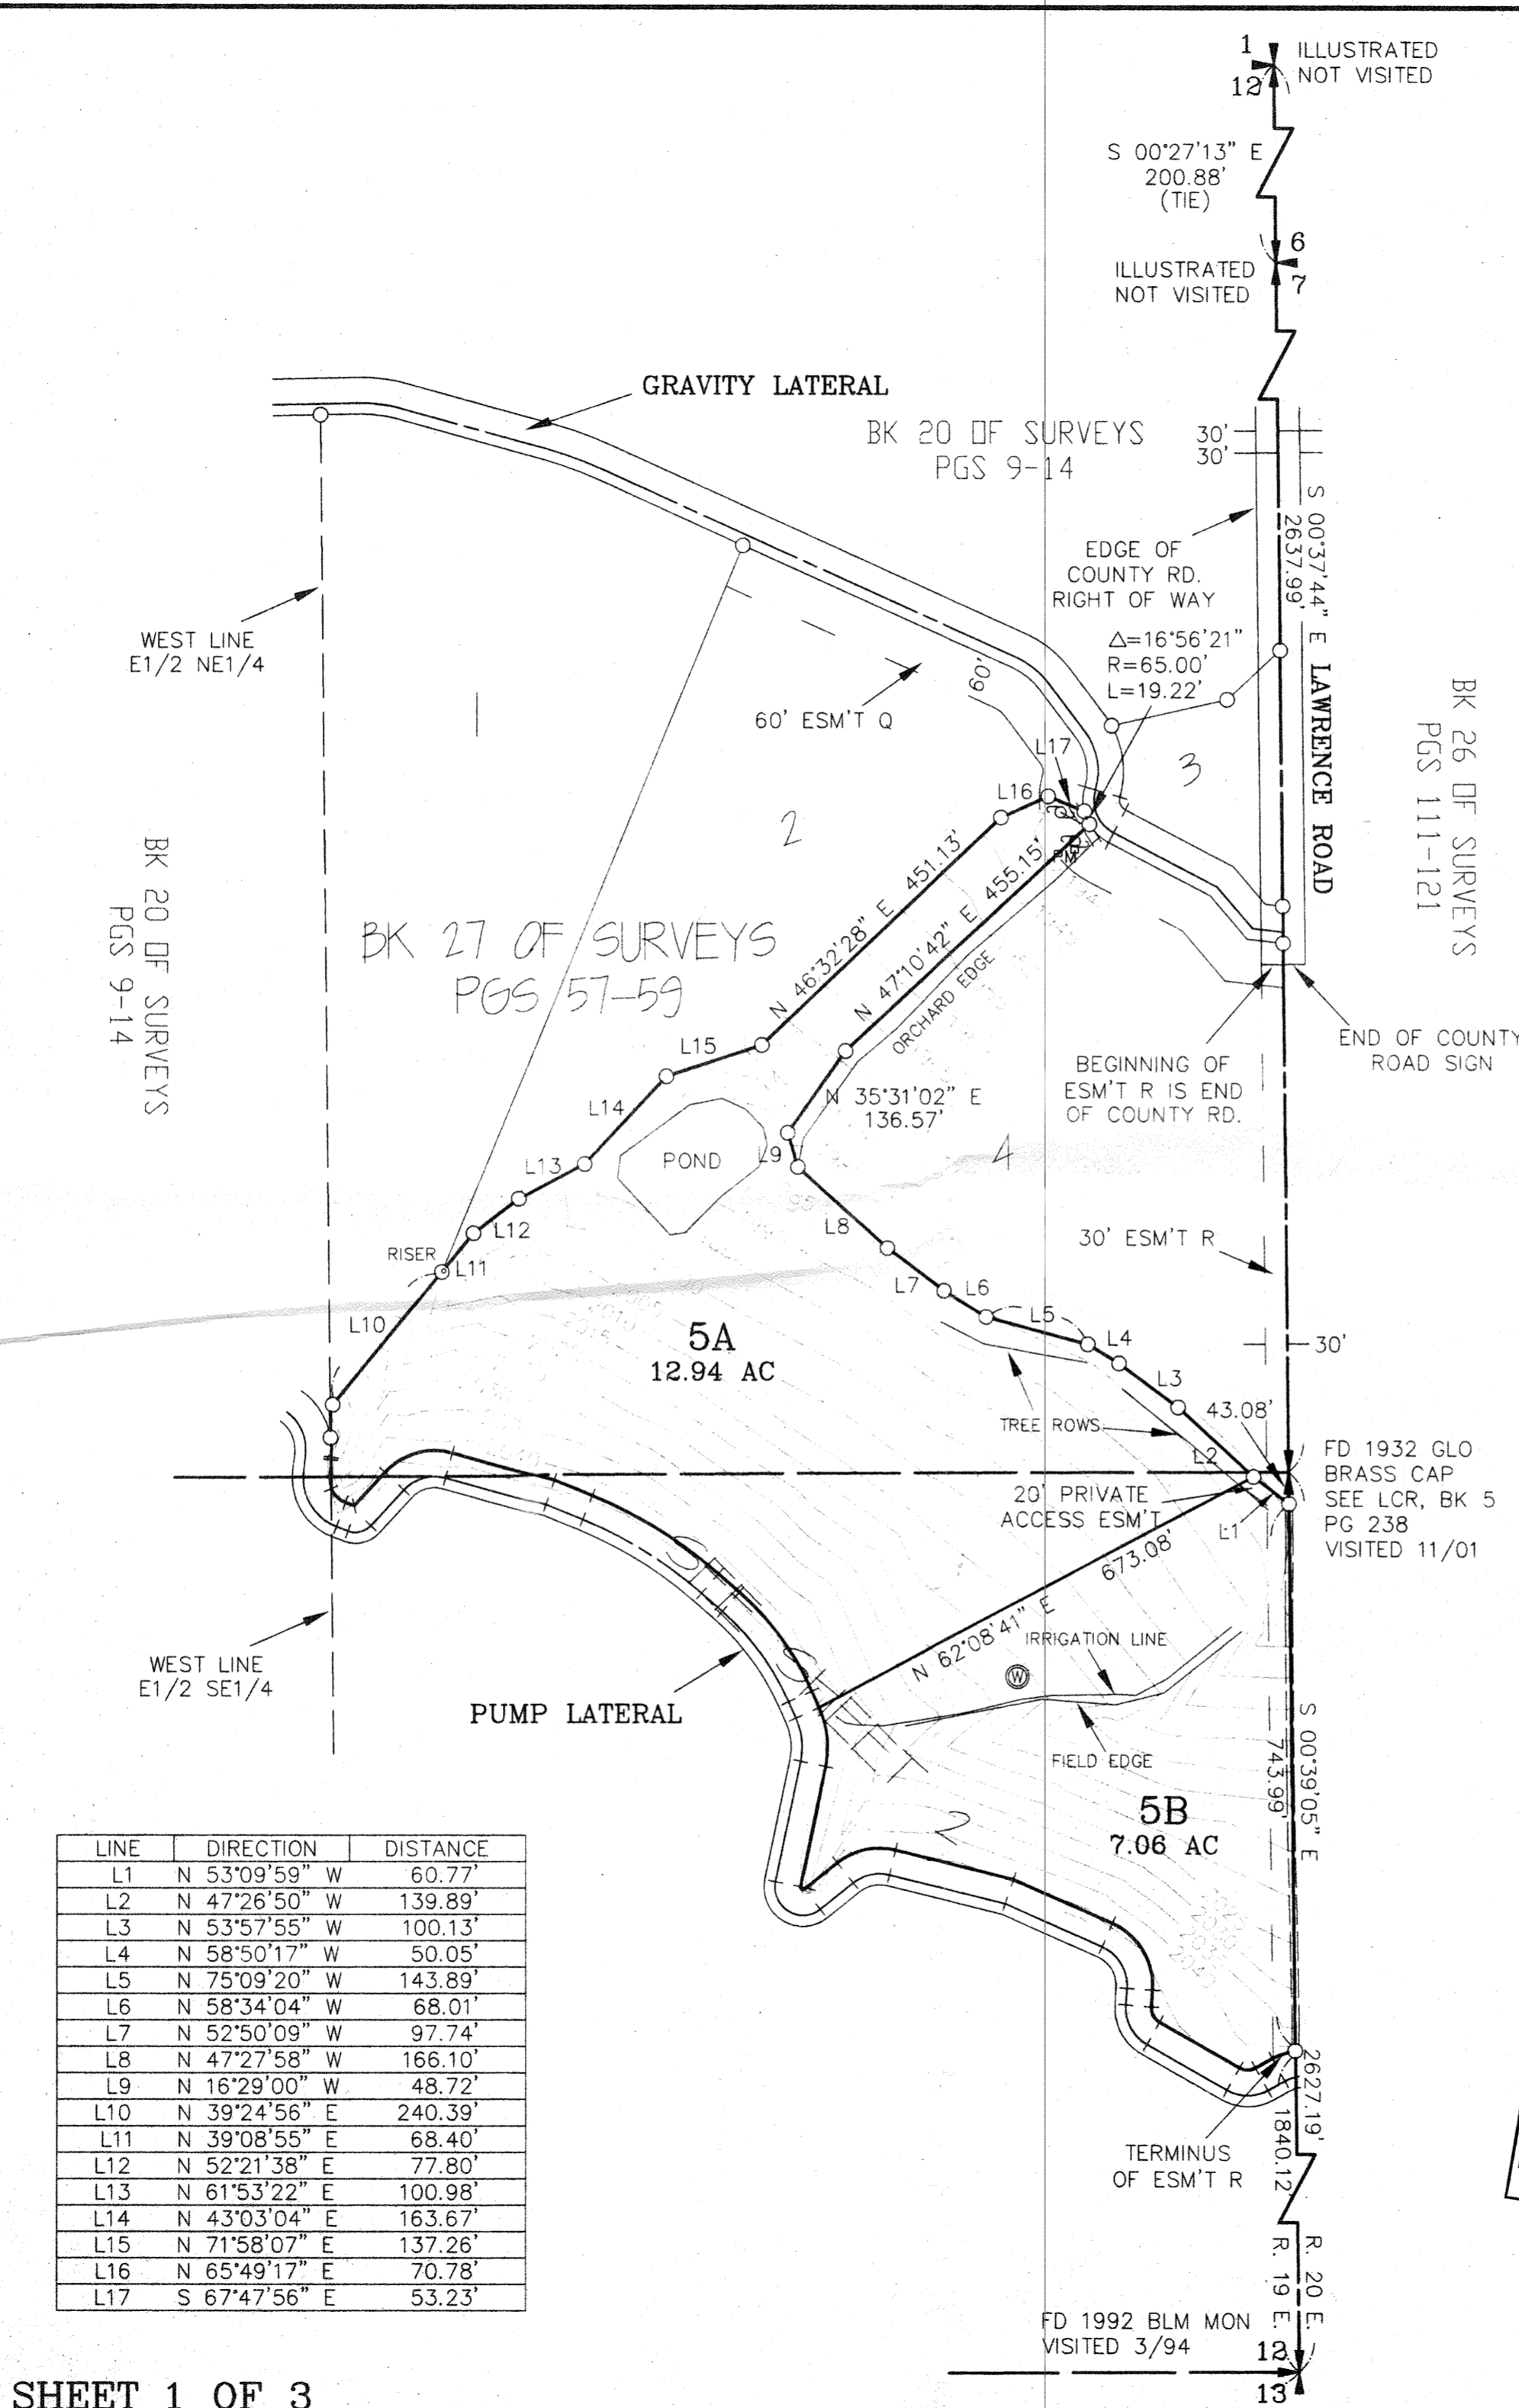 1
ILLUSTRATED
NOT VISITED
12
S 00°27'13" E
200.88'
(TIE)
6
ILLUSTRATED
NOT VISITED
7
GRAVITY LATERAL
BK 20 OF SURVEYS
PGS 9-14
30'
30'
S 00°37'44" E
2637.99'
LAWRENCE ROAD
EDGE OF
COUNTY RD.
RIGHT OF WAY
WEST LINE
E1/2 NE1/4
Δ=16°56'21"
R=65.00'
L=19.22'
60'
60' ESM'T Q
BK 26 OF SURVEYS
PGS 111-121
L17
3
L16
2
N 46°32'28" E 451.13'
N 47°10'42" E 455.15'
PM
ORCHARD EDGE
BK 20 OF SURVEYS
PGS 9-14
BK 27 OF SURVEYS
PGS 57-59
END OF COUNTY
ROAD SIGN
BEGINNING OF
ESM'T R IS END
OF COUNTY RD.
L15
N 35°31'02" E
136.57'
L14
POND
L9
4
L13
L12
L8
RISER
L11
30' ESM'T R
L7
L6
L5
L10
5A
12.94 AC
L4
30'
L3
43.08'
TREE ROWS
L2
FD 1932 GLO
BRASS CAP
SEE LCR, BK 5
PG 238
VISITED 11/01
20' PRIVATE
ACCESS ESM'T
L1
N 62°08'41" E 673.08'
IRRIGATION LINE
W
WEST LINE
E1/2 SE1/4
PUMP LATERAL
FIELD EDGE
S 00°39'05" E
743.99'
5B
7.06 AC
2
LINE DIRECTION DISTANCE
L1 N 53°09'59" W 60.77'
L2 N 47°26'50" W 139.89'
L3 N 53°57'55" W 100.13'
L4 N 58°50'17" W 50.05'
L5 N 75°09'20" W 143.89'
L6 N 58°34'04" W 68.01'
L7 N 52°50'09" W 97.74'
L8 N 47°27'58" W 166.10'
L9 N 16°29'00" W 48.72'
L10 N 39°24'56" E 240.39'
L11 N 39°08'55" E 68.40'
L12 N 52°21'38" E 77.80'
L13 N 61°53'22" E 100.98'
L14 N 43°03'04" E 163.67'
L15 N 71°58'07" E 137.26'
L16 N 65°49'17" E 70.78'
L17 S 67°47'56" E 53.23'
2627.19'
1840.12'
TERMINUS
OF ESM'T R
R. 20 E.
R. 19 E.
FD 1992 BLM MON
VISITED 3/94
12
13
SHEET 1 OF 3